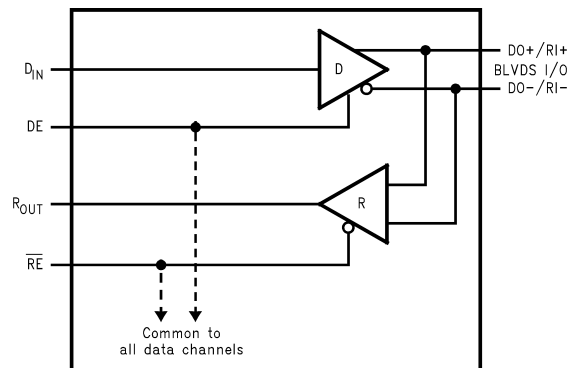 DO+/RI+
D
DIN
BLVDS I/O
DO-/RI-
DE
ROUT
R
RE
Common to
all data channels